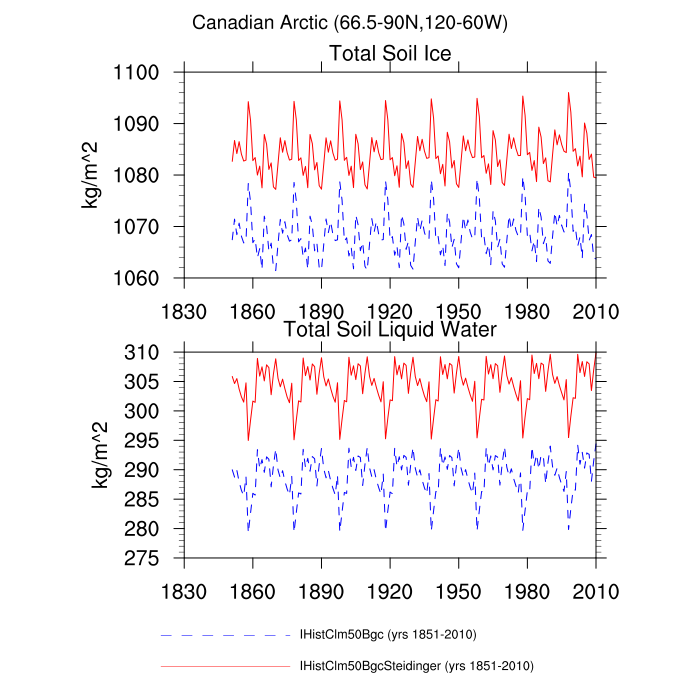 Canadian Arctic (66.5-90N,120-60W)
Total Soil Ice
kg/m^2
1100
1090
1080
1070
1060
1830 1860 1890 1920 1950 1980 2010
Total Soil Liquid Water
kg/m^2
310
305
300
295
290
285
280
275
1830 1860 1890 1920 1950 1980 2010
IHistClm50Bgc (yrs 1851-2010)
IHistClm50BgcSteidinger (yrs 1851-2010)